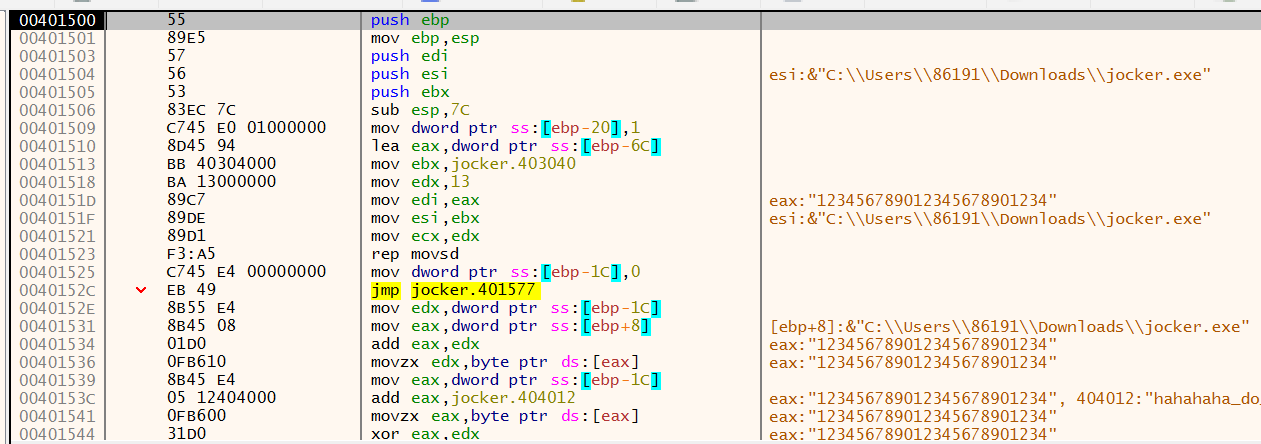 00401500 55 push ebp
00401501 89E5 mov ebp,esp
00401503 57 push edi
00401504 56 push esi esi:&"C:\\Users\\86191\\Downloads\\jocker.exe"
00401505 53 push ebx
00401506 83EC 7C sub esp,7C
00401509 C745 E0 01000000 mov dword ptr ss:[ebp-20],1
00401510 8D45 94 lea eax,dword ptr ss:[ebp-6C]
00401513 BB 40304000 mov ebx,jocker.403040
00401518 BA 13000000 mov edx,13
0040151D 89C7 mov edi,eax eax:"123456789012345678901234"
0040151F 89DE mov esi,ebx esi:&"C:\\Users\\86191\\Downloads\\jocker.exe"
00401521 89D1 mov ecx,edx
00401523 F3:A5 rep movsd
00401525 C745 E4 00000000 mov dword ptr ss:[ebp-1C],0
0040152C EB 49 jmp jocker.401577
0040152E 8B55 E4 mov edx,dword ptr ss:[ebp-1C]
00401531 8B45 08 mov eax,dword ptr ss:[ebp+8] [ebp+8]:&"C:\\Users\\86191\\Downloads\\jocker.exe"
00401534 01D0 add eax,edx eax:"123456789012345678901234"
00401536 0FB610 movzx edx,byte ptr ds:[eax] eax:"123456789012345678901234"
00401539 8B45 E4 mov eax,dword ptr ss:[ebp-1C]
0040153C 05 12404000 add eax,jocker.404012 eax:"123456789012345678901234", 404012:"hahahaha_do_
00401541 0FB600 movzx eax,byte ptr ds:[eax] eax:"123456789012345678901234"
00401544 31D0 xor eax,edx eax:"123456789012345678901234"